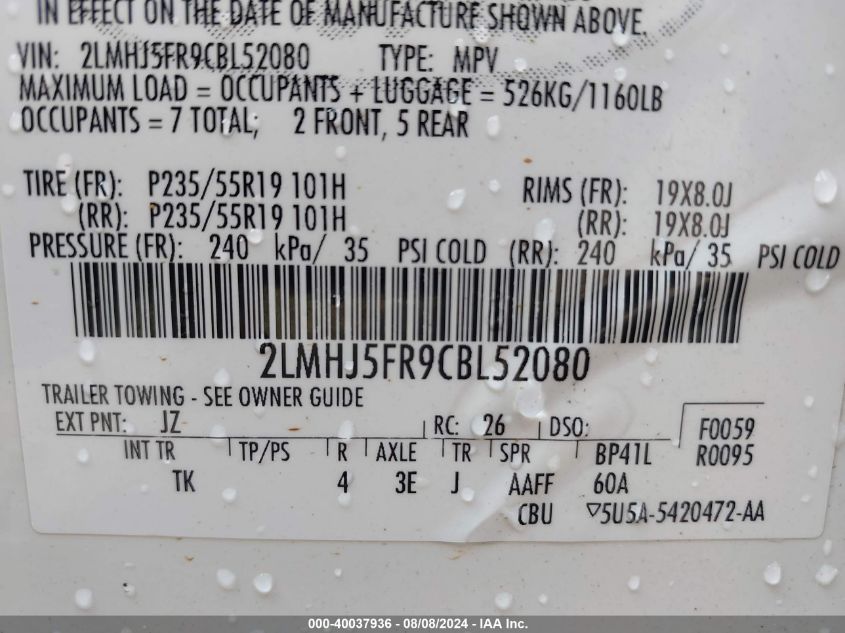 IN EFFECT ON THE DATE OF MANUFACTURE SHOWN ABOVE.
VIN: 2LMHJ5FR9CBL52080 TYPE: MPV
MAXIMUM LOAD = OCCUPANTS + LUGGAGE = 526KG/1160LB
OCCUPANTS = 7 TOTAL; 2 FRONT, 5 REAR
TIRE (FR): P235/55R19 101H RIMS (FR): 19X8.0J
(RR): P235/55R19 101H (RR): 19X8.0J
PRESSURE (FR): 240 kPa/ 35 PSI COLD (RR): 240 kPa/ 35 PSI COLD
2LMHJ5FR9CBL52080
TRAILER TOWING - SEE OWNER GUIDE
EXT PNT: JZ RC: 26 DSO: F0059
INT TR TP/PS R AXLE TR SPR BP41L R0095
TK 4 3E J AAFF 60A
CBU ▽5U5A-5420472-AA
000-40037936 - 08/08/2024 - IAA Inc.